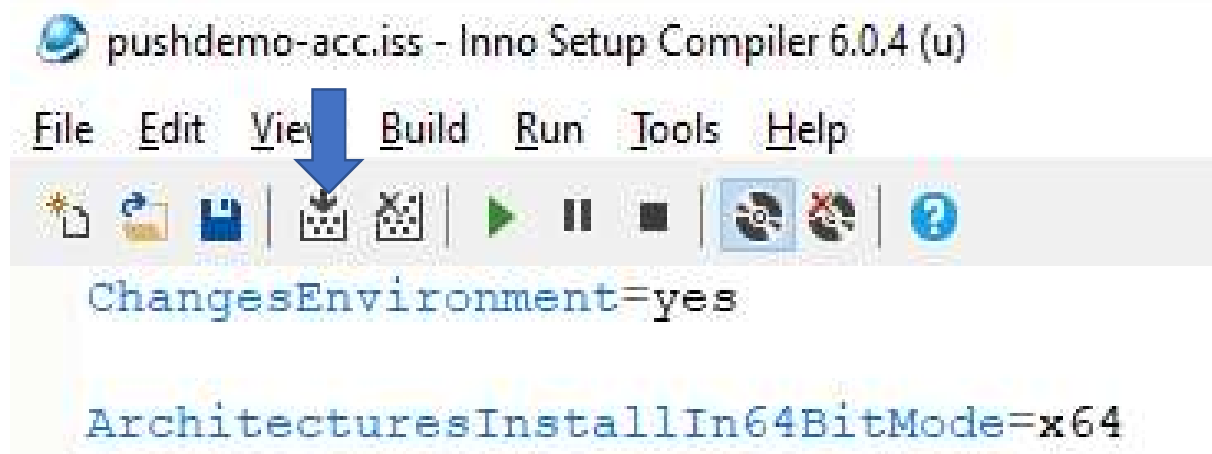 pushdemo-acc.iss - Inno Setup Compiler 6.0.4 (u)
File Edit View Build Run Tools Help
ChangesEnvironment=yes
ArchitecturesInstallIn64BitMode=x64